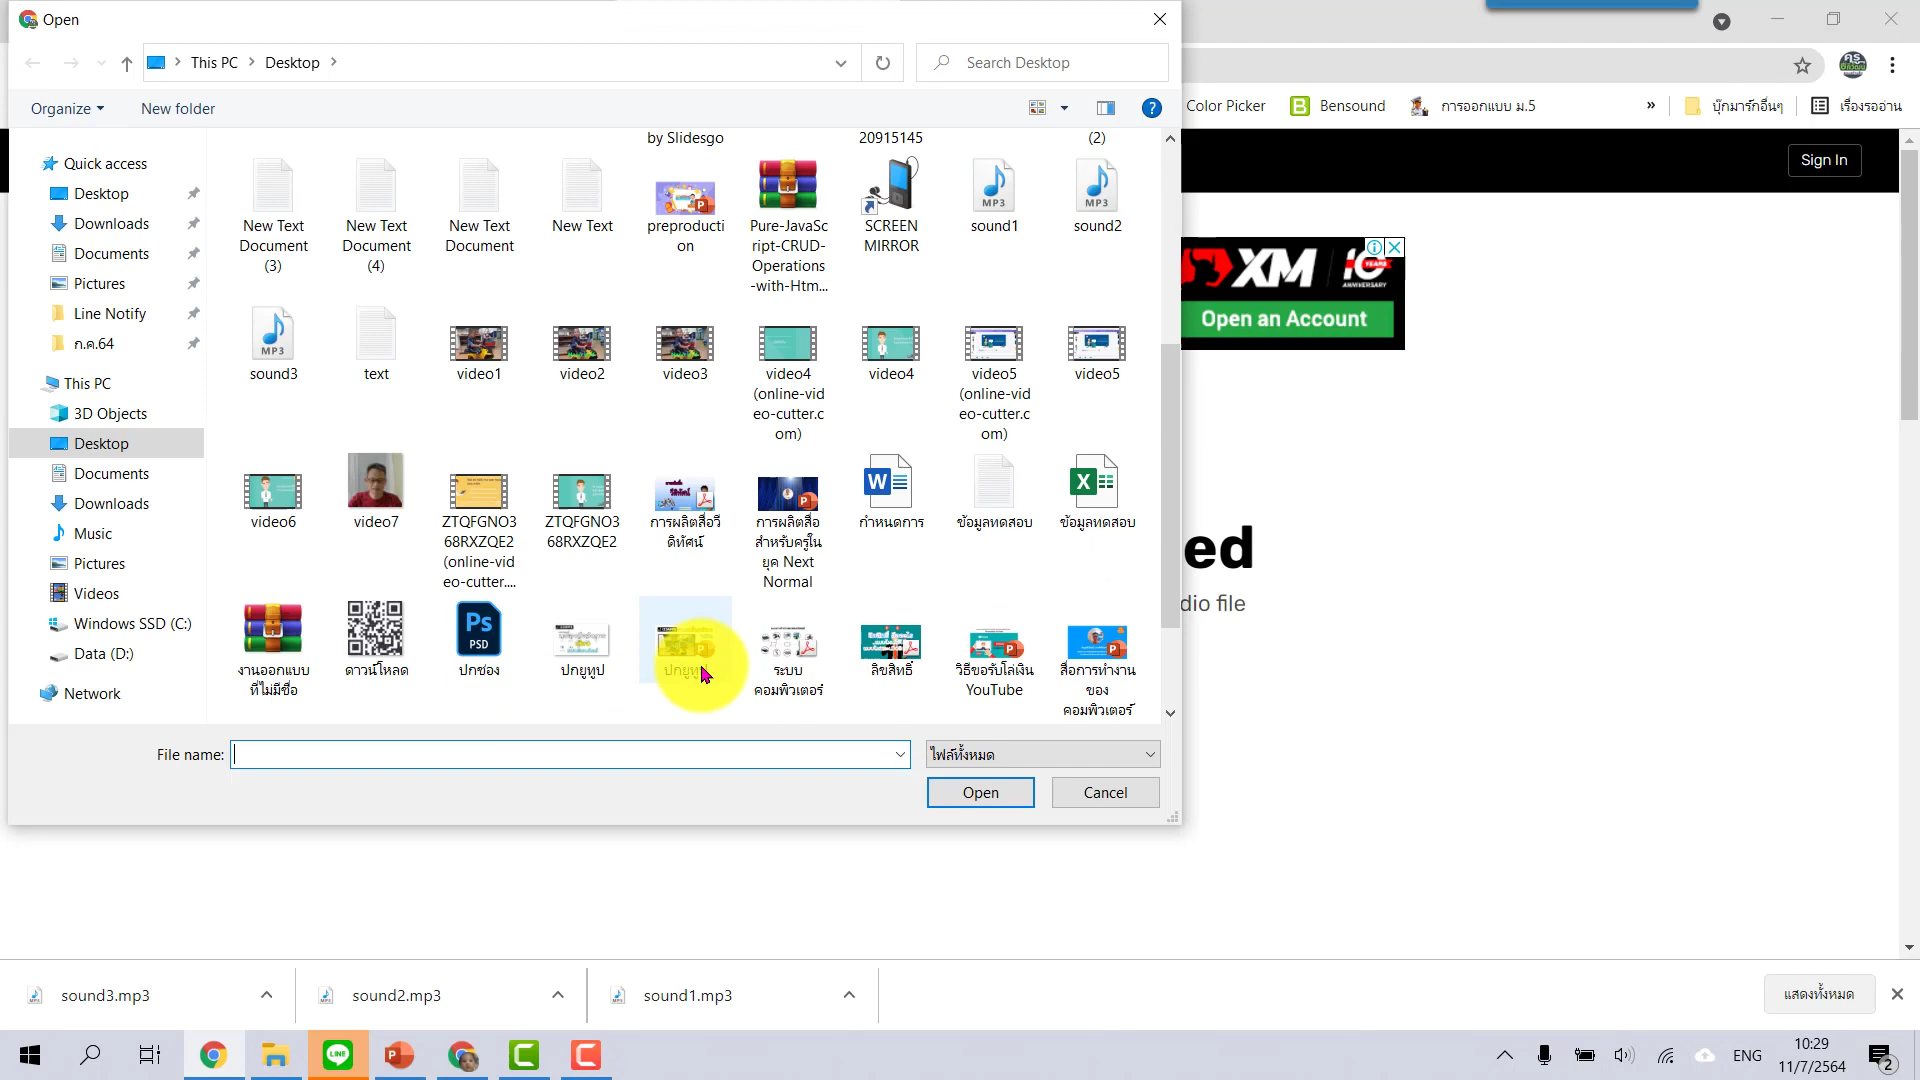 Open
This PC
Desktop
Search Desktop
Organize
New folder
Color Picker
Bensound
การออกแบบ ม.5
»
บุ๊กมาร์กอื่นๆ
เรื่องรออ่าน
Sign In
Quick access
Desktop
Downloads
Documents
Pictures
Line Notify
ก.ค.64
This PC
3D Objects
Desktop
Documents
Downloads
Music
Pictures
Videos
Windows SSD (C:)
Data (D:)
Network
by Slidesgo
20915145
(2)
New Text
Document
(3)
New Text
Document
(4)
New Text
Document
New Text
preproducti
on
Pure-JavaSc
ript-CRUD-
Operations
-with-Htm...
SCREEN
MIRROR
MP3
sound1
MP3
sound2
MP3
sound3
text
video1
video2
video3
video4
(online-vid
eo-cutter.c
om)
video4
video5
(online-vid
eo-cutter.c
om)
video5
video6
video7
ZTQFGNO3
68RXZQE2
(online-vid
eo-cutter....
ZTQFGNO3
68RXZQE2
การผลิตสื่อวี
ดิทัศน์
การผลิตสื่อ
สำหรับครูใน
ยุค Next
Normal
กำหนดการ
ข้อมูลทดสอบ
ข้อมูลทดสอบ
งานออกแบบ
ที่ไม่มีชื่อ
ดาวน์โหลด
Ps
PSD
ปกช่อง
ปกยูทูป
ปกยูทูป
ระบบ
คอมพิวเตอร์
ลิขสิทธิ์
วิธีขอรับโล่เงิน
YouTube
สื่อการทำงาน
ของ
คอมพิวเตอร์
File name:
ไฟล์ทั้งหมด
Open
Cancel
XM
10
YEARS
ANNIVERSARY
Open an Account
ed
dio file
sound3.mp3
sound2.mp3
sound1.mp3
แสดงทั้งหมด
LINE
ENG
10:29
11/7/2564
2